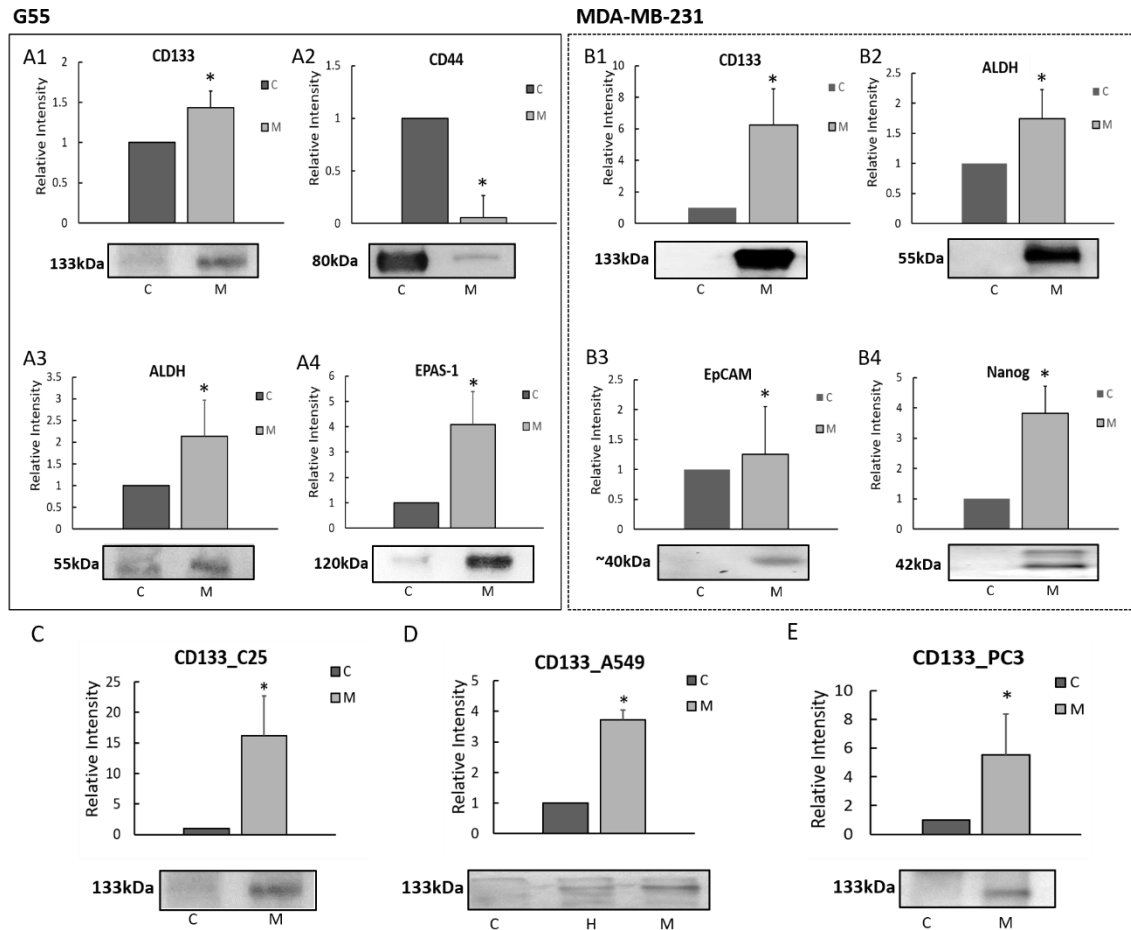 G55
MDA-MB-231
A1
CD133
2
1.5
1
0.5
0
Relative Intensity
*
C
M
133kDa
C M
A2
CD44
1.5
1
0.5
0
Relative Intensity
*
C
M
80kDa
C M
B1
CD133
10
8
6
4
2
0
Relative Intensity
*
C
M
133kDa
C M
B2
ALDH
2.5
2
1.5
1
0.5
0
Relative Intensity
*
C
M
55kDa
C M
A3
ALDH
3.5
3
2.5
2
1.5
1
0.5
0
Relative Intensity
*
C
M
55kDa
C M
A4
EPAS-1
6
5
4
3
2
1
0
Relative Intensity
*
C
M
120kDa
C M
B3
EpCAM
2.5
2
1.5
1
0.5
0
Relative Intensity
*
C
M
~40kDa
C M
B4
Nanog
5
4
3
2
1
0
Relative Intensity
*
C
M
42kDa
C M
C
CD133_C25
25
20
15
10
5
0
Relative Intensity
*
C
M
133kDa
C M
D
CD133_A549
5
4
3
2
1
0
Relative Intensity
*
C
M
133kDa
C H M
E
CD133_PC3
10
8
6
4
2
0
Relative Intensity
*
C
M
133kDa
C M